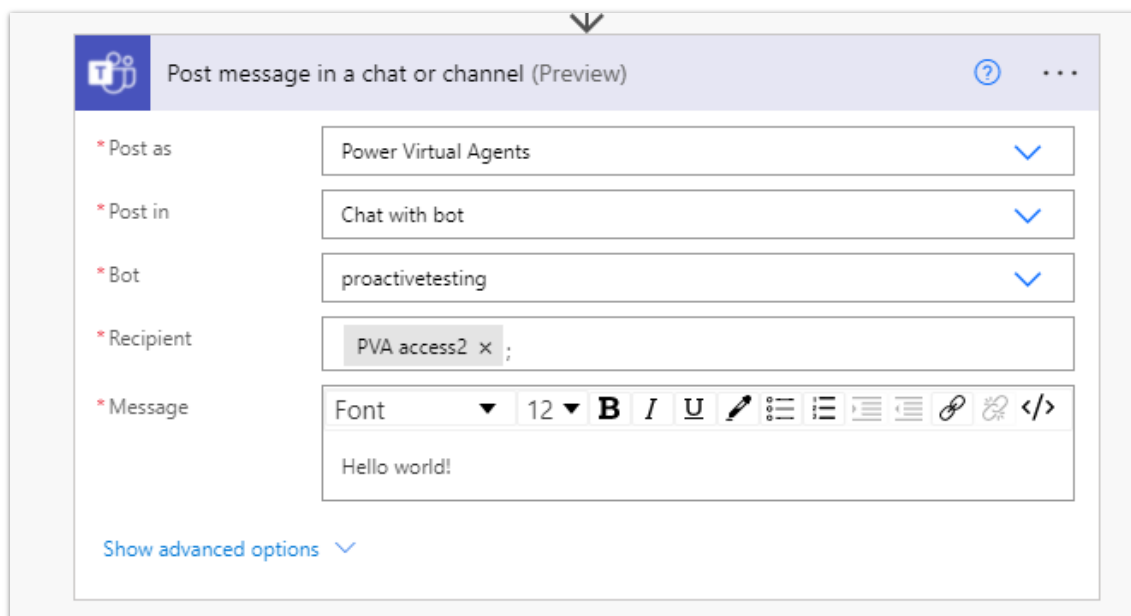 Post message in a chat or channel (Preview)
* Post as
Power Virtual Agents
* Post in
Chat with bot
* Bot
proactivetesting
* Recipient
PVA access2 × ;
* Message
Font 12 B I U </>
Hello world!
Show advanced options